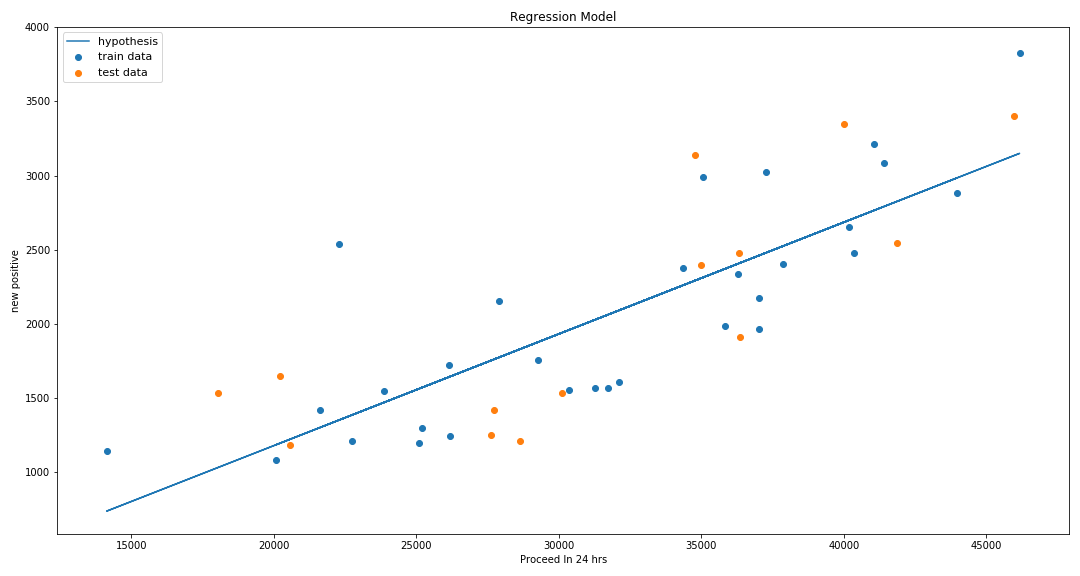 Regression Model
hypothesis
train data
test data
new positive
4000
3500
3000
2500
2000
1500
1000
15000
20000
25000
30000
35000
40000
45000
Proceed In 24 hrs